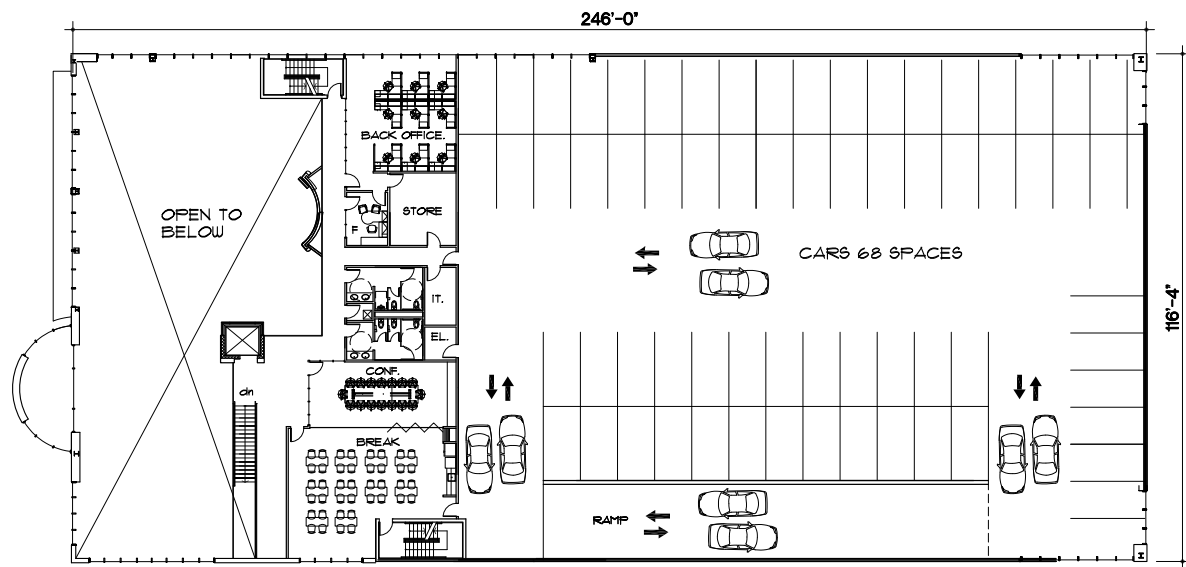 246'-0"
BACK OFFICE.
OPEN TO
BELOW
STORE
F
CARS 68 SPACES
IT.
116'-4"
EL.
CONF.
dn
BREAK
RAMP